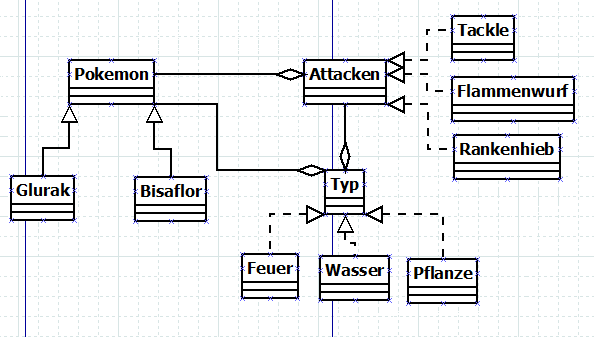 Tackle
Pokemon
Attacken
Flammenwurf
Rankenhieb
Glurak
Bisaflor
Typ
Feuer
Wasser
Pflanze